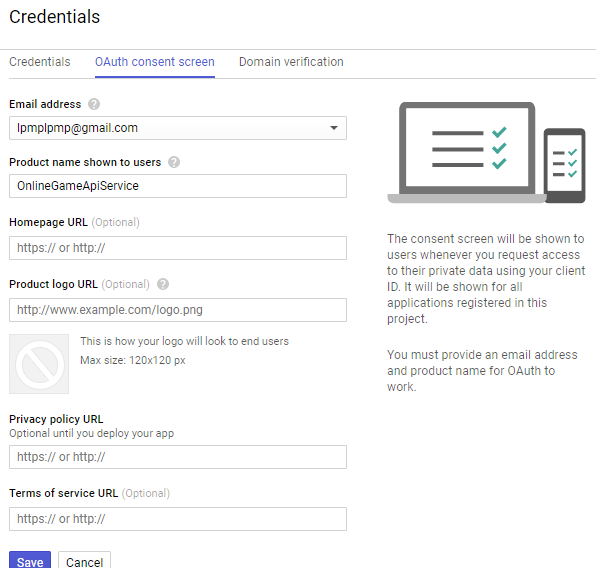 Credentials
Credentials
OAuth consent screen
Domain verification
Email address ?
lpmplpmp@gmail.com
Product name shown to users ?
OnlineGameApiService
Homepage URL (Optional)
https:// or http://
Product logo URL (Optional) ?
http://www.example.com/logo.png
This is how your logo will look to end users
Max size: 120x120 px
Privacy policy URL
Optional until you deploy your app
https:// or http://
Terms of service URL (Optional)
https:// or http://
Save
Cancel
The consent screen will be shown to
users whenever you request access
to their private data using your client
ID. It will be shown for all
applications registered in this
project.
You must provide an email address
and product name for OAuth to
work.